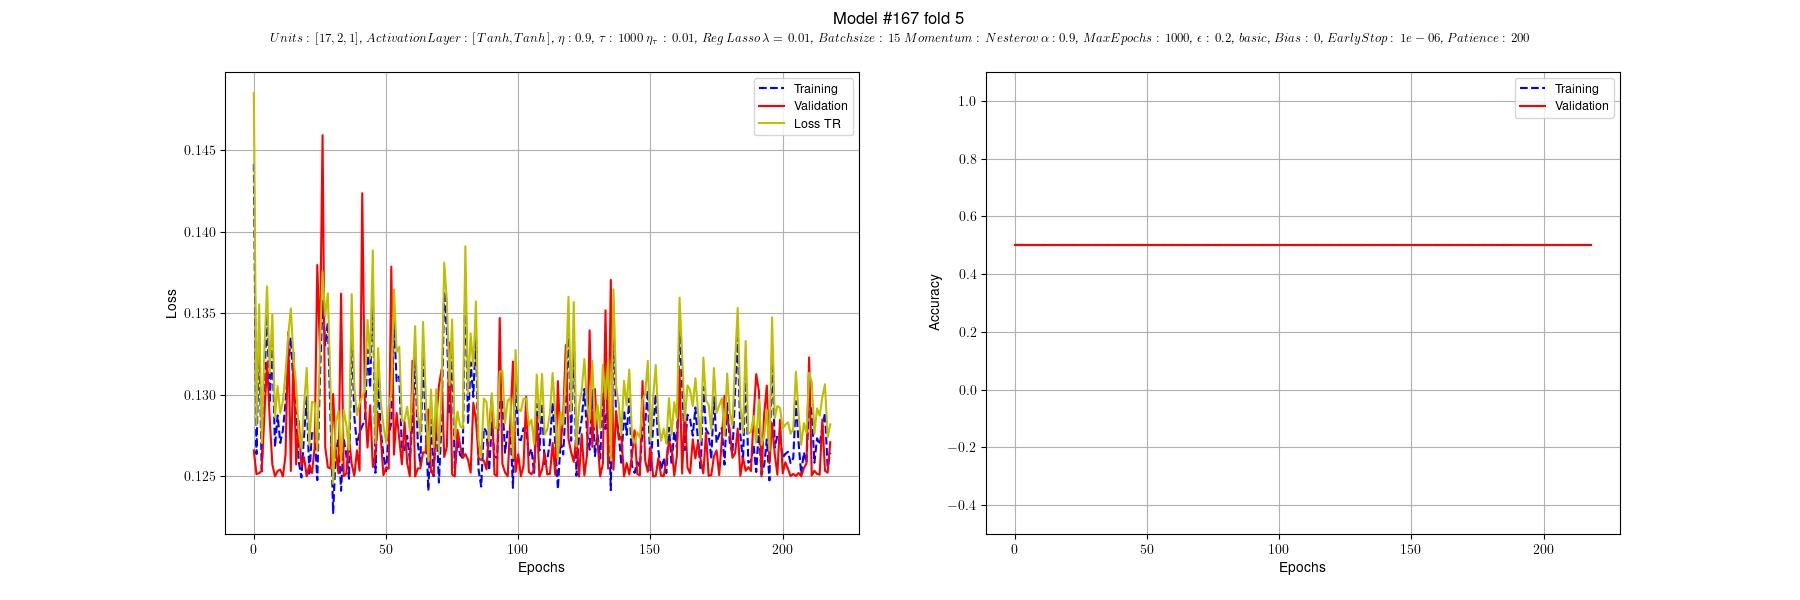 Model #167 fold 5
Units : [17, 2, 1], ActivationLayer : [Tanh, Tanh], η : 0.9, τ : 1000 ητ : 0.01, Reg Lasso λ = 0.01, Batchsize : 15 Momentum : Nesterov α : 0.9, MaxEpochs : 1000, ϵ : 0.2, basic, Bias : 0, EarlyStop : 1e − 06, Patience : 200
Training
Validation
Loss TR
0.145
0.140
0.135
0.130
0.125
Loss
0 50 100 150 200
Epochs
Training
Validation
1.0
0.8
0.6
0.4
0.2
0.0
−0.2
−0.4
Accuracy
0 50 100 150 200
Epochs